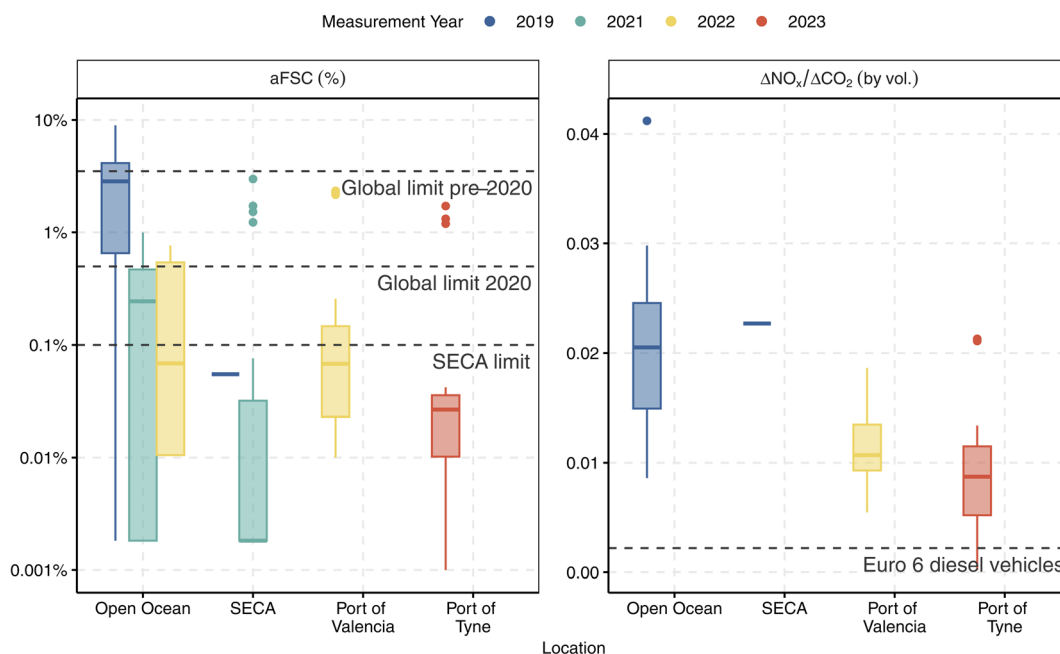 Measurement Year 2019 2021 2022 2023
aFSC (%)
ΔNOₓ/ΔCO₂ (by vol.)
10%
1%
0.1%
0.01%
0.001%
Global limit pre–2020
Global limit 2020
SECA limit
Open Ocean
SECA
Port of
Valencia
Port of
Tyne
0.04
0.03
0.02
0.01
0.00
Euro 6 diesel vehicles
Open Ocean
SECA
Port of
Valencia
Port of
Tyne
Location